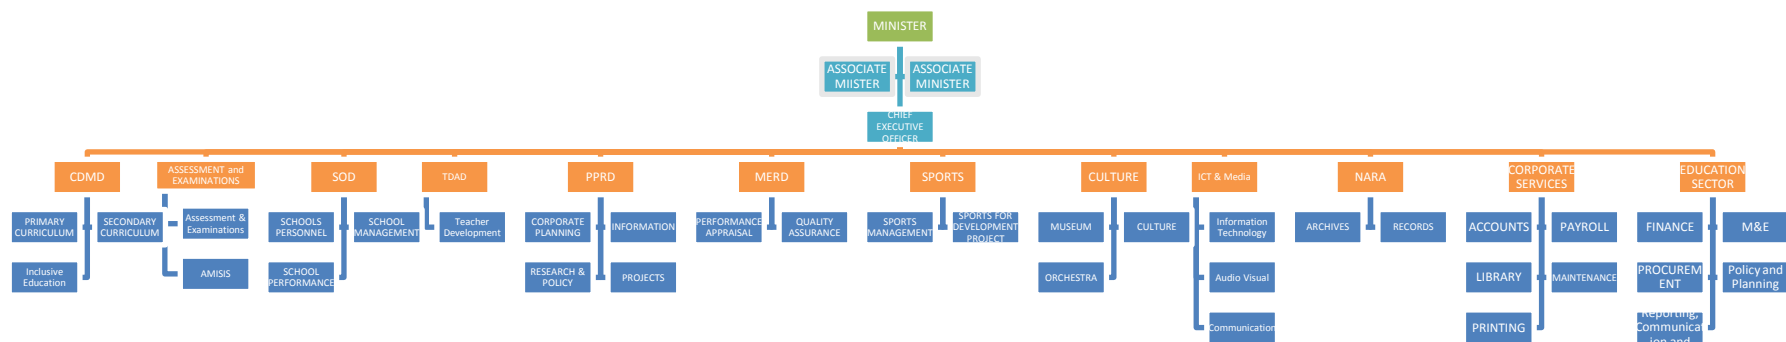 MINISTER
ASSOCIATE
MIISTER
ASSOCIATE
MINISTER
CHIEF
EXECUTIVE
OFFICER
CDMD
ASSESSMENT and
EXAMINATIONS
SOD
TDAD
PPRD
MERD
SPORTS
CULTURE
ICT & Media
NARA
CORPORATE
SERVICES
EDUCATION
SECTOR
PRIMARY
CURRICULUM
SECONDARY
CURRICULUM
Inclusive
Education
Assessment &
Examinations
AMISIS
SCHOOLS
PERSONNEL
SCHOOL
MANAGEMENT
SCHOOL
PERFORMANCE
Teacher
Development
CORPORATE
PLANNING
INFORMATION
RESEARCH &
POLICY
PROJECTS
PERFORMANCE
APPRAISAL
QUALITY
ASSURANCE
SPORTS
MANAGEMENT
SPORTS FOR
DEVELOPMENT
PROJECT
MUSEUM
CULTURE
ORCHESTRA
Information
Technology
Audio Visual
Communication
ARCHIVES
RECORDS
ACCOUNTS
PAYROLL
LIBRARY
MAINTENANCE
PRINTING
FINANCE
M&E
PROCUREM
ENT
Policy and
Planning
Reporting,
Communicat
ion and